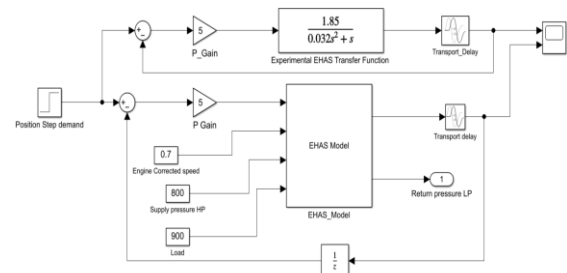 1.85
0.032s² + s
5
P_Gain
Experimental EHAS Transfer Function
Transport_Delay
Position Step demand
5
P Gain
EHAS Model
Transport delay
0.7
Engine Corrected speed
800
Supply pressure HP
1
Return pressure LP
900
Load
EHAS_Model
1
z